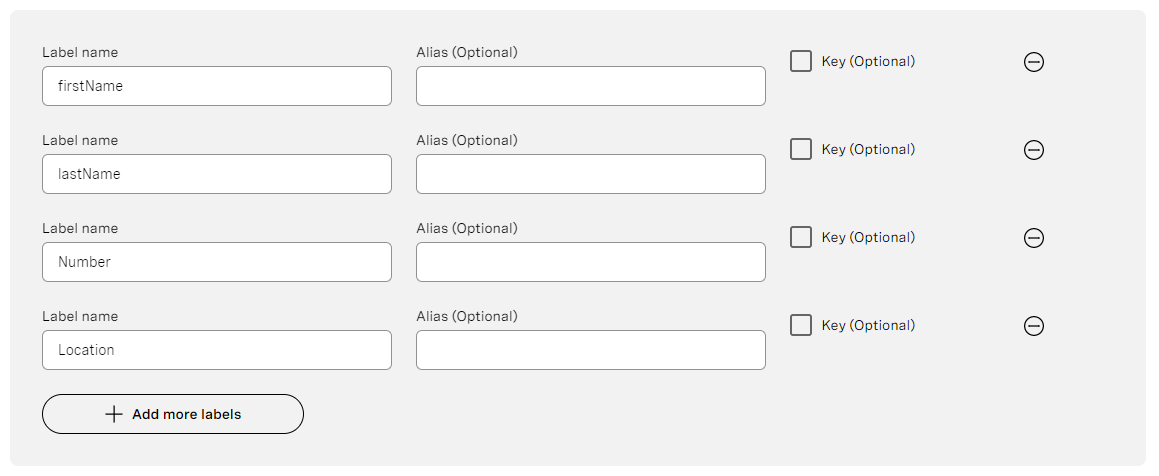 Label name Alias (Optional)
Key (Optional)
firstName
Label name Alias (Optional)
Key (Optional)
lastName
Label name Alias (Optional)
Key (Optional)
Number
Label name Alias (Optional)
Key (Optional)
Location
Add more labels